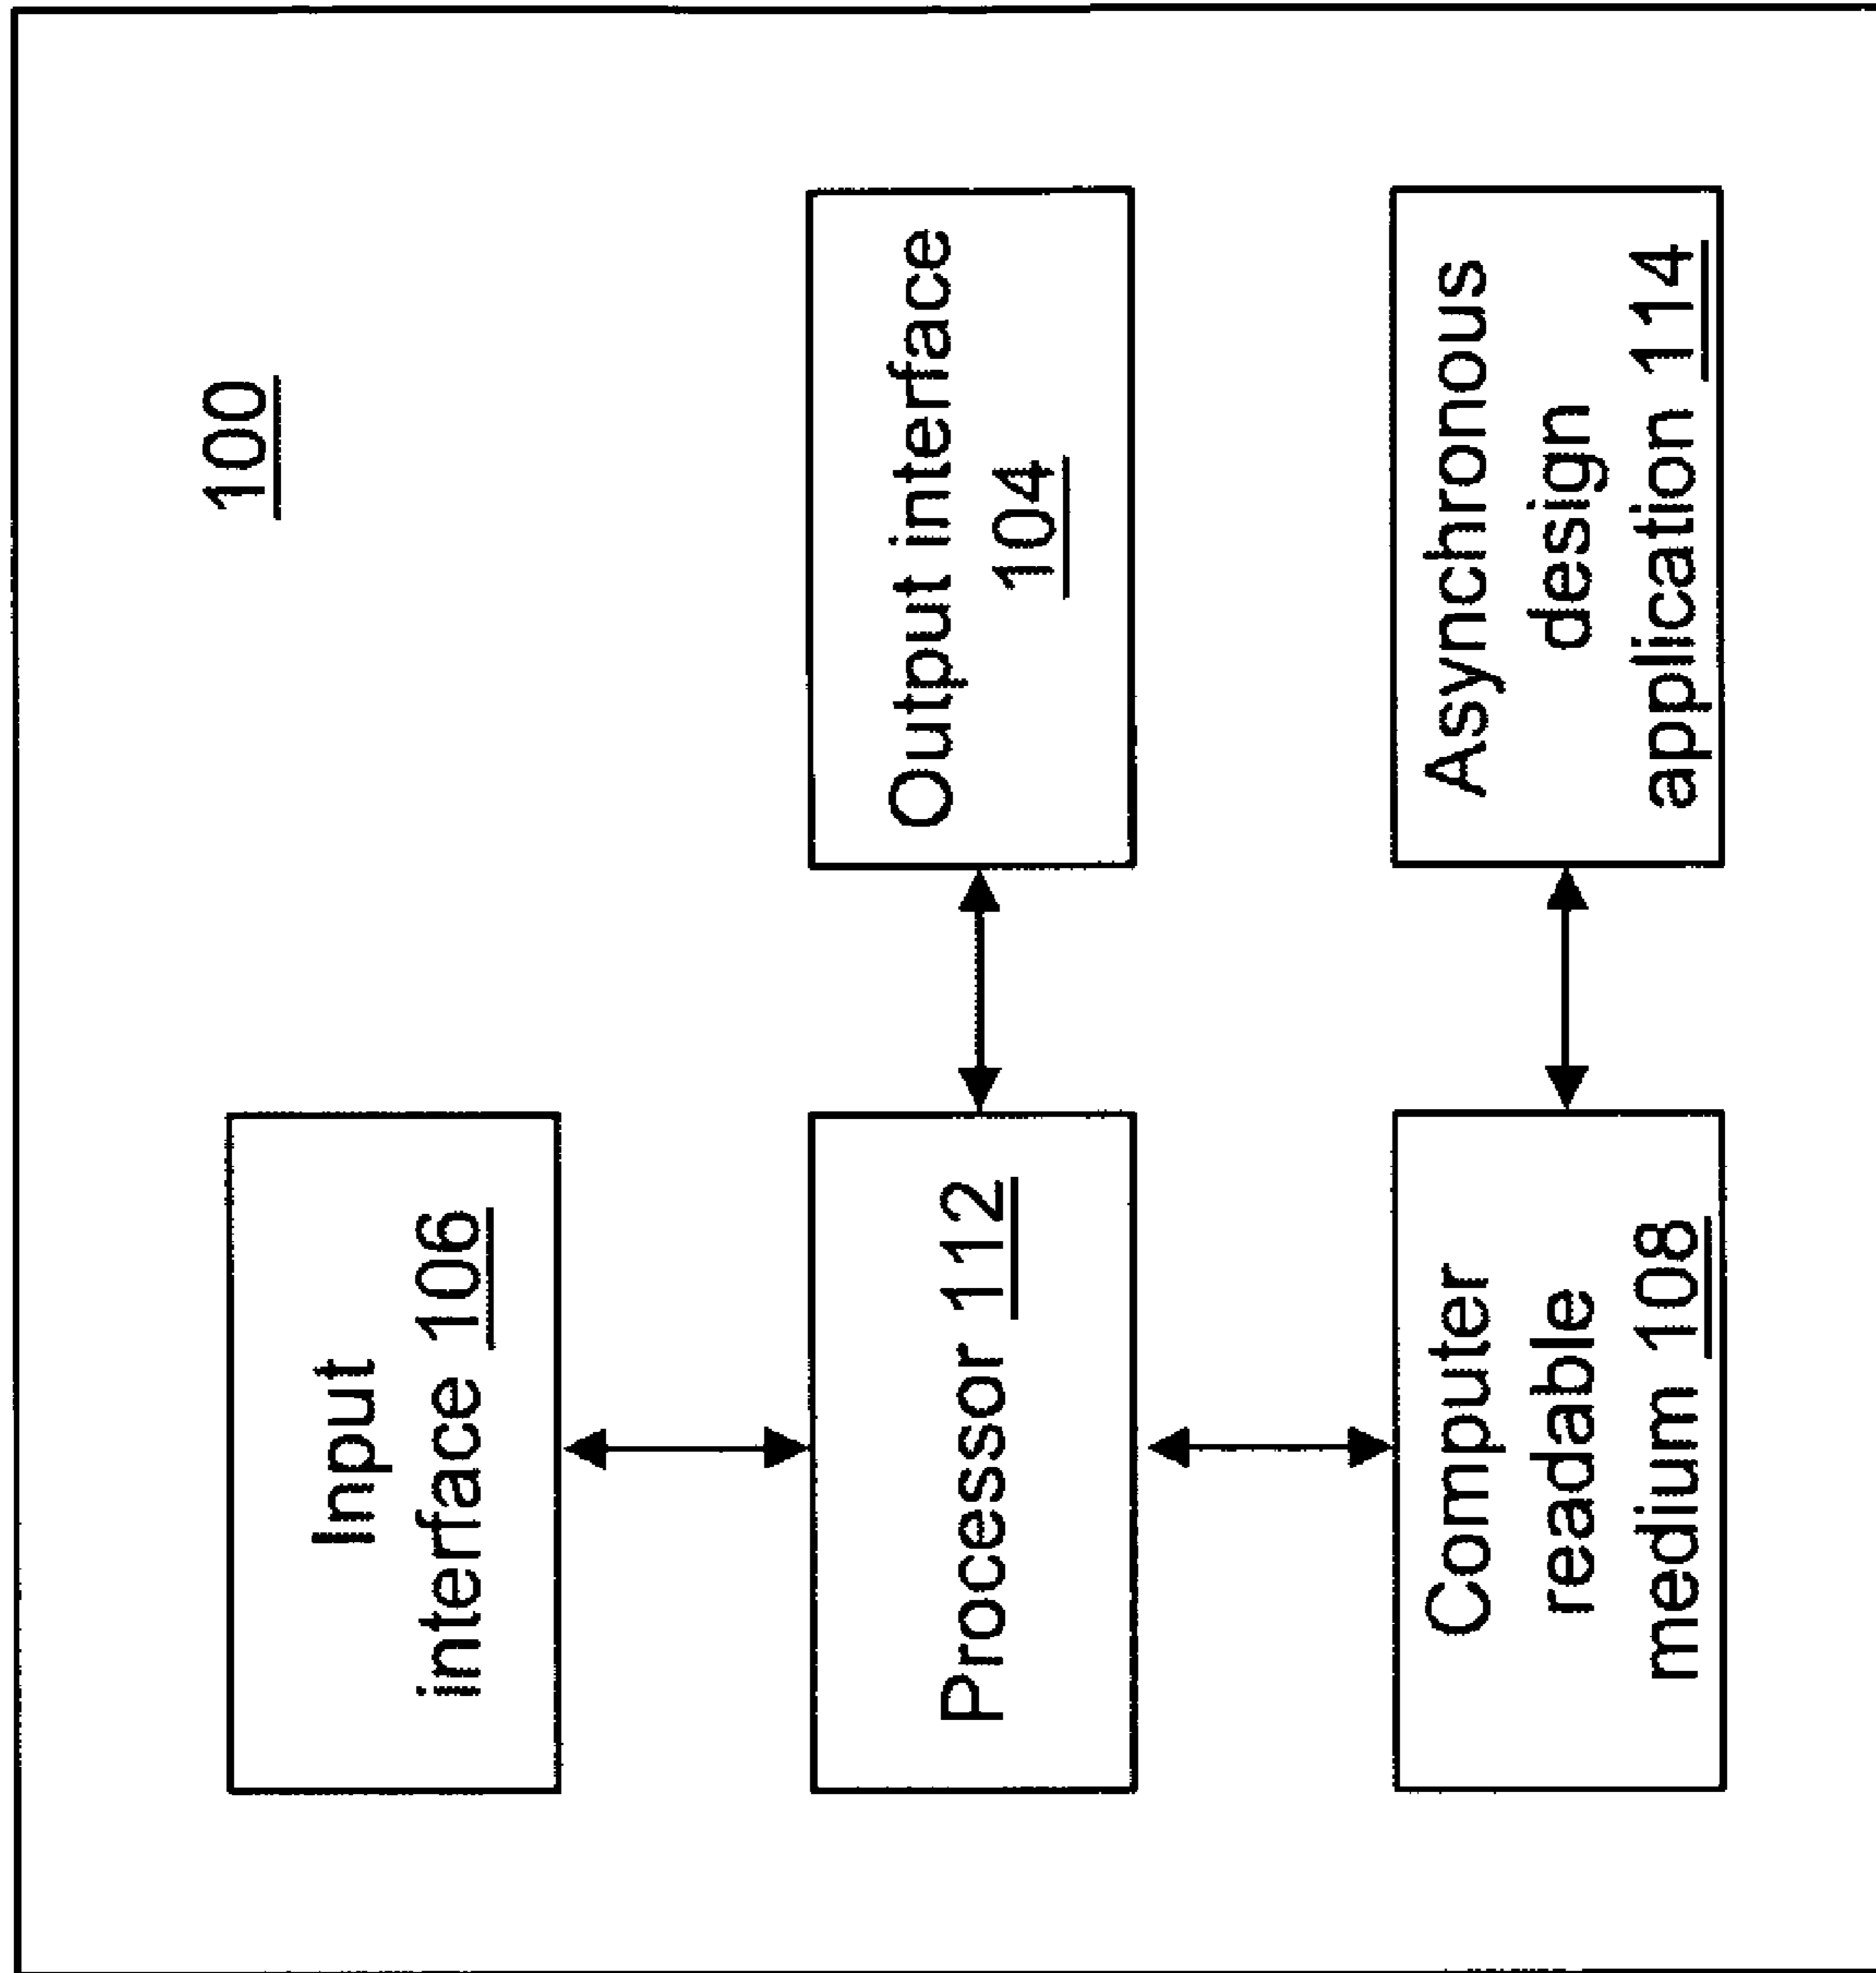 100
Input
interface 106
Processor 112
Output interface
104
Computer
readable
medium 108
Asynchronous
design
application 114